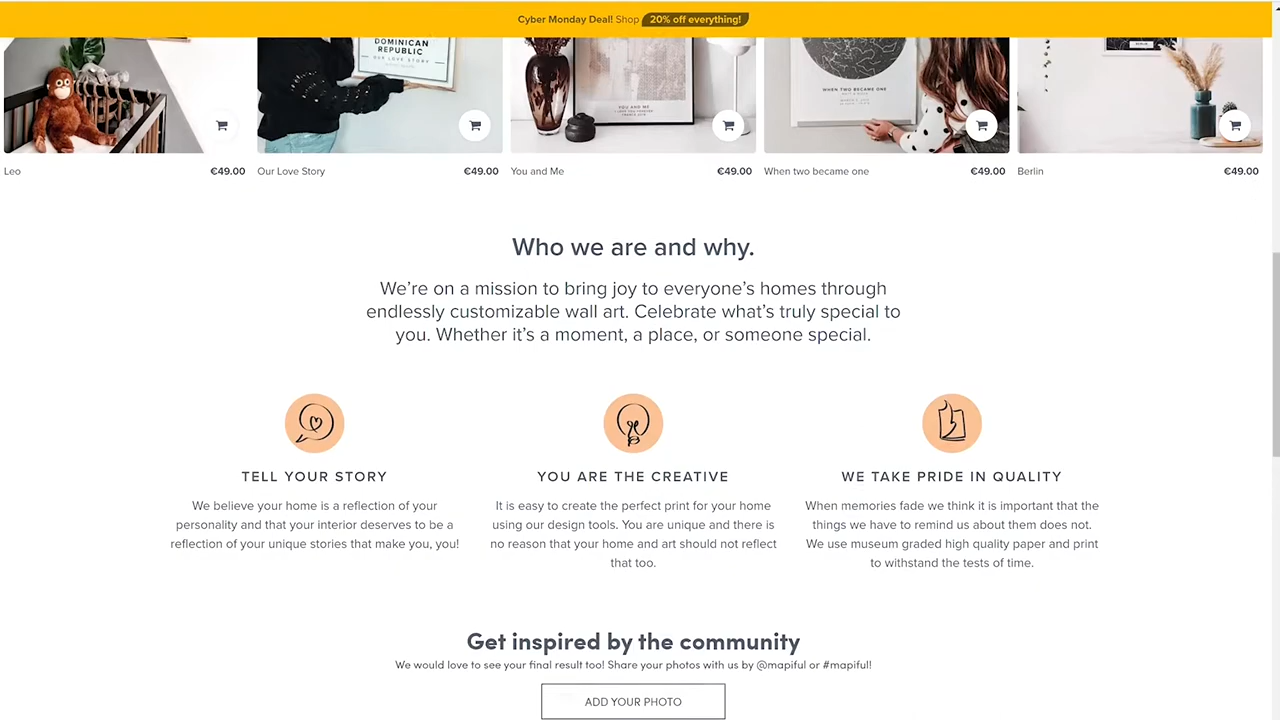 Cyber Monday Deal! Shop 20% off everything!
DOMINICAN
REPUBLIC
OUR LOVE STORY
YOU AND ME
WHEN TWO BECAME ONE
Leo €49.00 Our Love Story €49.00 You and Me €49.00 When two became one €49.00 Berlin €49.00
Who we are and why.
We're on a mission to bring joy to everyone's homes through
endlessly customizable wall art. Celebrate what's truly special to
you. Whether it's a moment, a place, or someone special.
TELL YOUR STORY
We believe your home is a reflection of your
personality and that your interior deserves to be a
reflection of your unique stories that make you, you!
YOU ARE THE CREATIVE
It is easy to create the perfect print for your home
using our design tools. You are unique and there is
no reason that your home and art should not reflect
that too.
WE TAKE PRIDE IN QUALITY
When memories fade we think it is important that the
things we have to remind us about them does not.
We use museum graded high quality paper and print
to withstand the tests of time.
Get inspired by the community
We would love to see your final result too! Share your photos with us by @mapiful or #mapiful!
ADD YOUR PHOTO